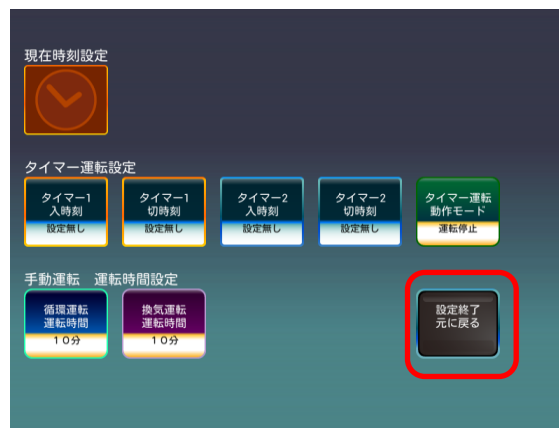 現在時刻設定
タイマー運転設定
タイマー1
入時刻
設定無し
タイマー1
切時刻
設定無し
タイマー2
入時刻
設定無し
タイマー2
切時刻
設定無し
タイマー運転
動作モード
運転停止
手動運転　運転時間設定
循環運転
運転時間
10分
換気運転
運転時間
10分
設定終了
元に戻る